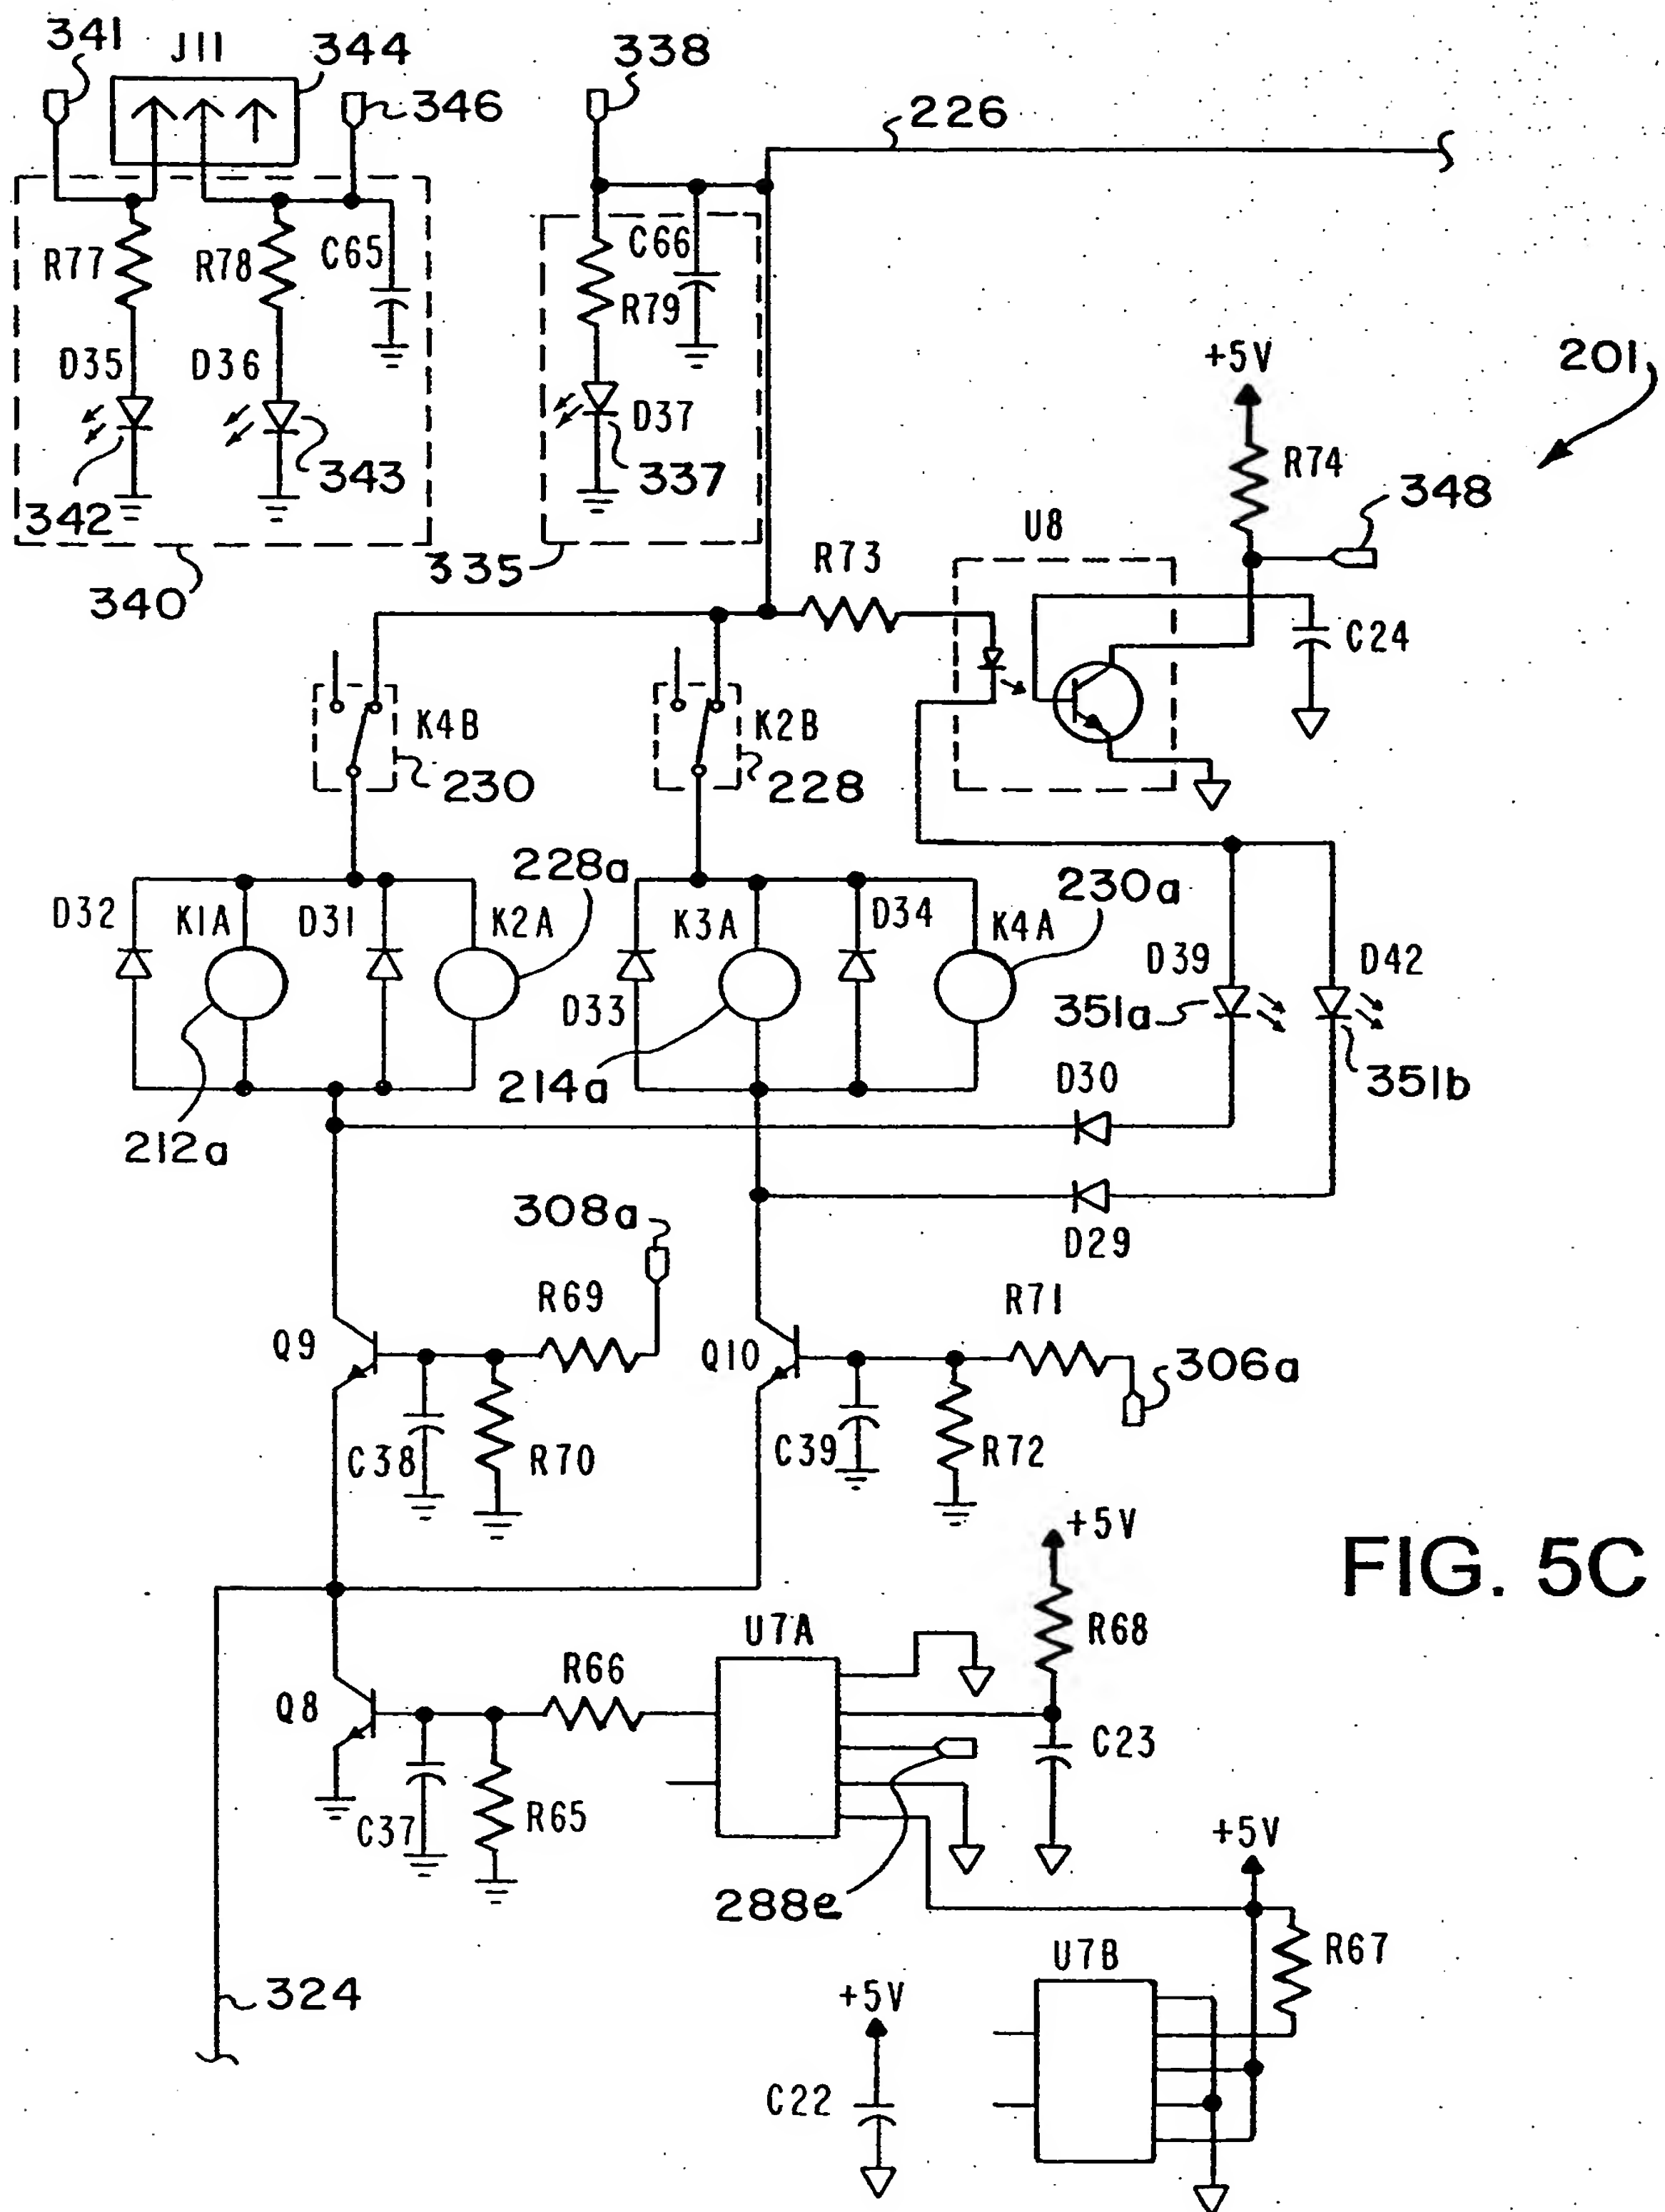 341
J11
344
346
338
226
R77
R78
C65
C66
R79
D35
D36
D37
342
343
337
340
335
+5V
201
R74
348
U8
R73
C24
K4B
230
K2B
228
228a
230a
D32
K1A
D31
K2A
K3A
D34
K4A
D33
D39
D42
351a
351b
212a
214a
D30
D29
308a
R69
R71
Q9
Q10
306a
C38
R70
C39
R72
+5V
FIG. 5C
R68
U7A
R66
Q8
C23
C37
R65
288e
+5V
R67
U7B
324
+5V
C22